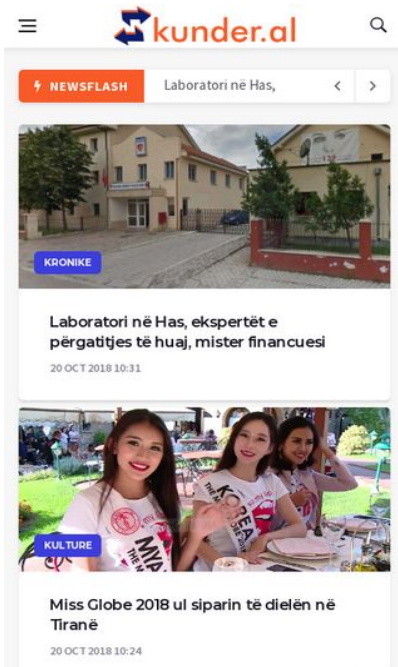 kunder.al
NEWSFLASH
Laboratori në Has,
KRONIKE
Laboratori në Has, ekspertët e
përgatitjes të huaj, mister financuesi
20 OCT 2018 10:31
KOREA
KULTURE
Miss Globe 2018 ul siparin të dielën në
Tiranë
20 OCT 2018 10:24